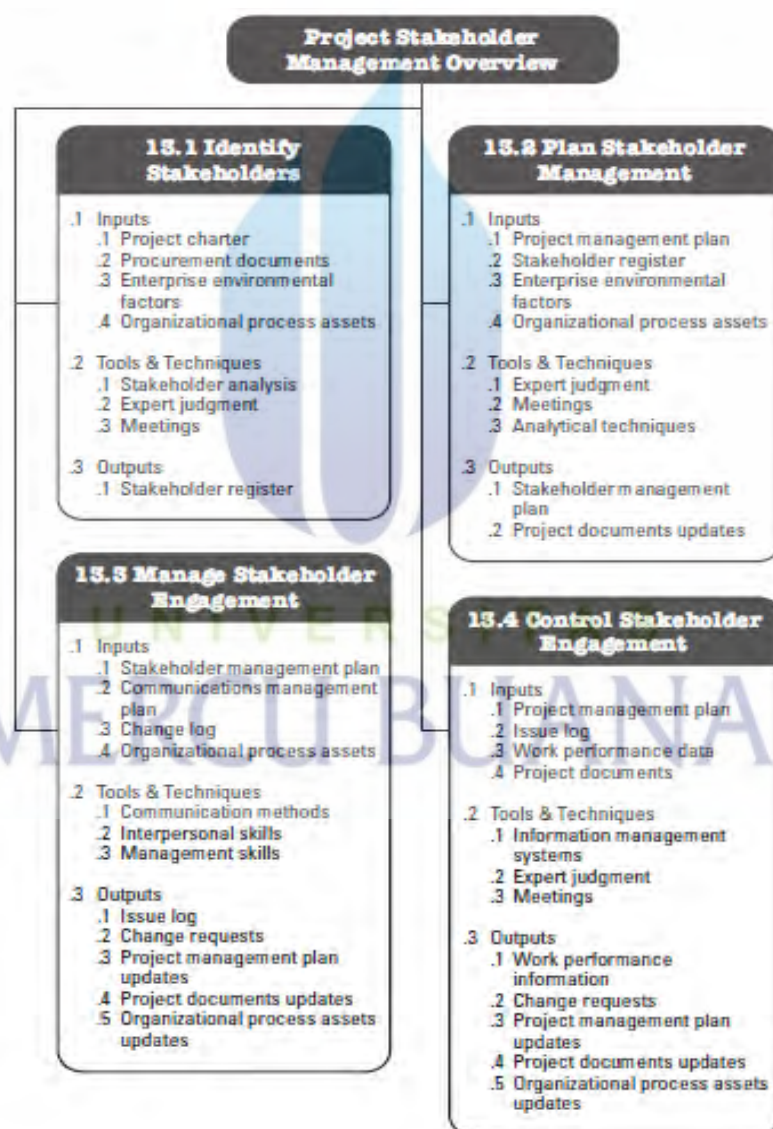 Project Stakeholder
Management Overview
13.1 Identify
Stakeholders
.1 Inputs
.1 Project charter
.2 Procurement documents
.3 Enterprise environmental
factors
.4 Organizational process assets
.2 Tools & Techniques
.1 Stakeholder analysis
.2 Expert judgment
.3 Meetings
.3 Outputs
.1 Stakeholder register
13.2 Plan Stakeholder
Management
.1 Inputs
.1 Project management plan
.2 Stakeholder register
.3 Enterprise environmental
factors
.4 Organizational process assets
.2 Tools & Techniques
.1 Expert judgment
.2 Meetings
.3 Analytical techniques
.3 Outputs
.1 Stakeholder management
plan
.2 Project documents updates
13.3 Manage Stakeholder
Engagement
.1 Inputs
.1 Stakeholder management plan
.2 Communications management
plan
.3 Change log
.4 Organizational process assets
.2 Tools & Techniques
.1 Communication methods
.2 Interpersonal skills
.3 Management skills
.3 Outputs
.1 Issue log
.2 Change requests
.3 Project management plan
updates
.4 Project documents updates
.5 Organizational process assets
updates
13.4 Control Stakeholder
Engagement
.1 Inputs
.1 Project management plan
.2 Issue log
.3 Work performance data
.4 Project documents
.2 Tools & Techniques
.1 Information management
systems
.2 Expert judgment
.3 Meetings
.3 Outputs
.1 Work performance
information
.2 Change requests
.3 Project management plan
updates
.4 Project documents updates
.5 Organizational process assets
updates
UNIVERSITAS
MERCU BUANA